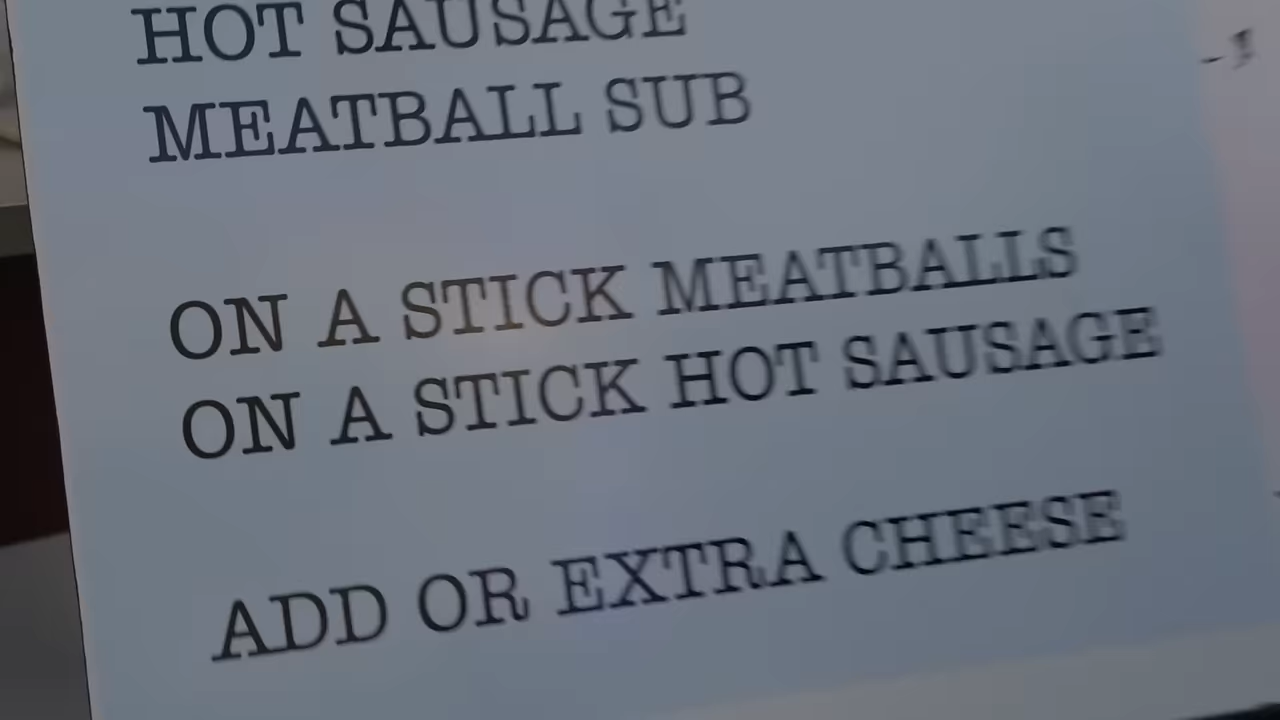 HOT SAUSAGE
MEATBALL SUB
ON A STICK MEATBALLS
ON A STICK HOT SAUSAGE
ADD OR EXTRA CHEESE